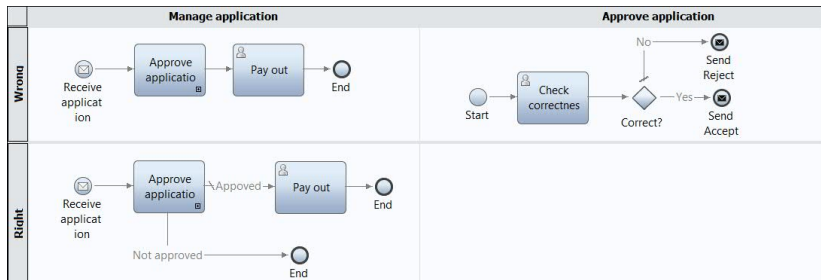 Manage application
Approve application
Wrong
Receive
applicat
ion
Approve
applicatio
Pay out
End
Start
Check
correctnes
Correct?
No
Send
Reject
Yes
Send
Accept
Right
Receive
applicat
ion
Approve
applicatio
Appoved
Pay out
End
Not approved
End